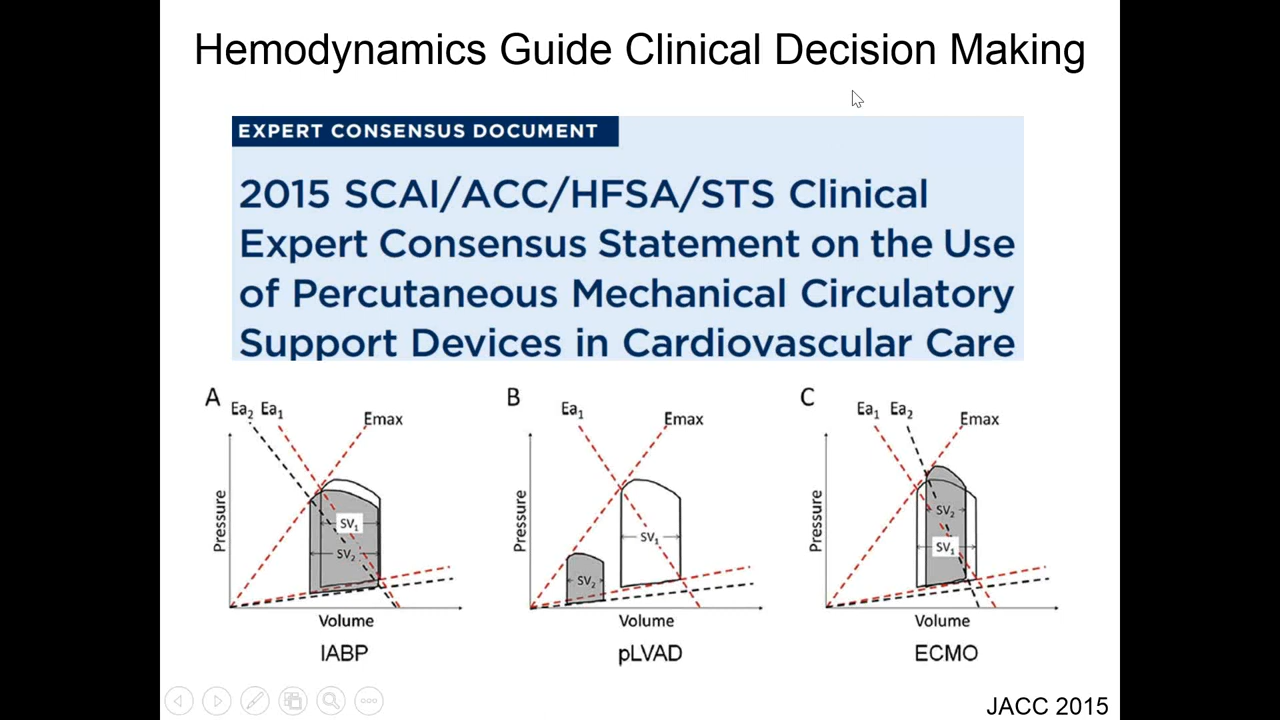 Hemodynamics Guide Clinical Decision Making
EXPERT CONSENSUS DOCUMENT
2015 SCAI/ACC/HFSA/STS Clinical
Expert Consensus Statement on the Use
of Percutaneous Mechanical Circulatory
Support Devices in Cardiovascular Care
A
Ea₂ Ea₁
Emax
Pressure
SV₁
SV₂
Volume
IABP
B
Ea₁
Emax
Pressure
SV₁
SV₂
Volume
pLVAD
C
Ea₁ Ea₂
Emax
Pressure
SV₂
SV₁
Volume
ECMO
JACC 2015